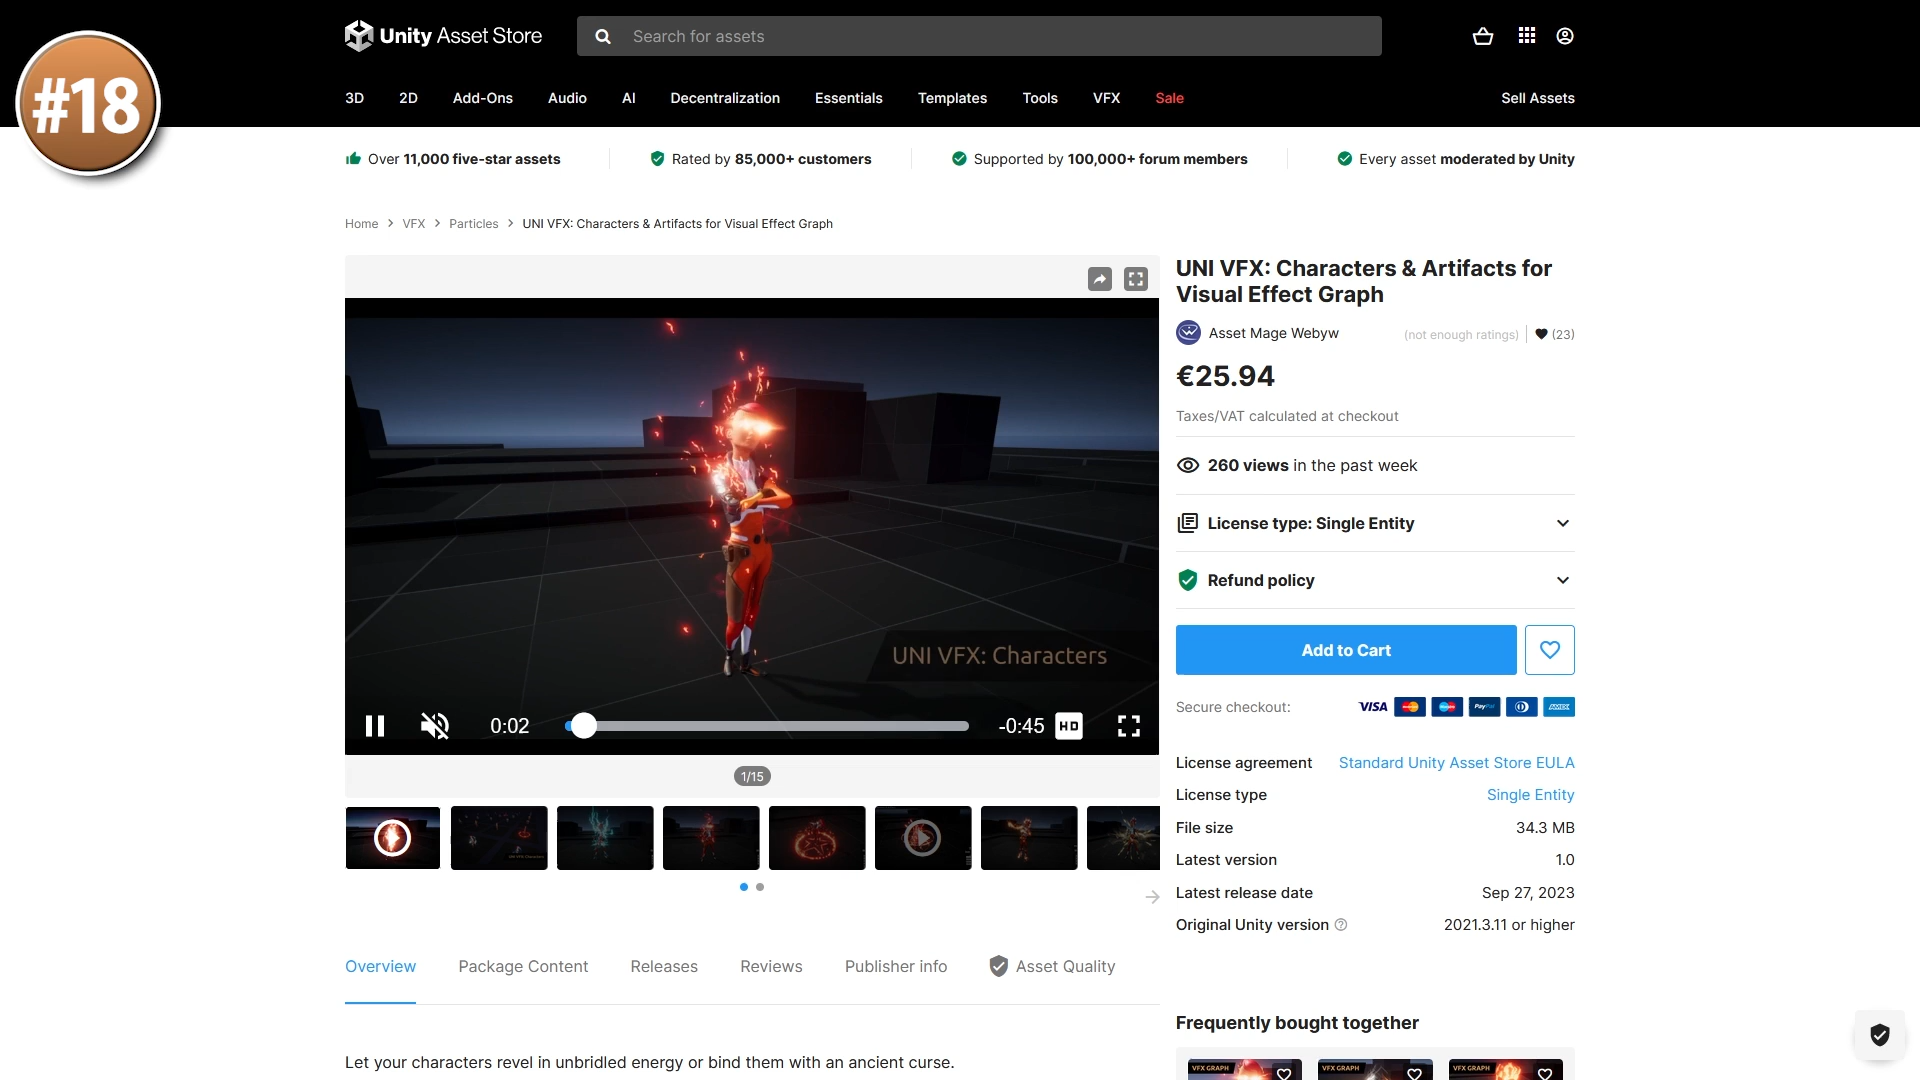 #18
Unity Asset Store
Search for assets
3D 2D Add-Ons Audio AI Decentralization Essentials Templates Tools VFX Sale Sell Assets
Over 11,000 five-star assets
Rated by 85,000+ customers
Supported by 100,000+ forum members
Every asset moderated by Unity
Home > VFX > Particles > UNI VFX: Characters & Artifacts for Visual Effect Graph
UNI VFX: Characters
0:02
-0:45
HD
1/15
UNI VFX: Characters & Artifacts for
Visual Effect Graph
Asset Mage Webyw
(not enough ratings)
(23)
€25.94
Taxes/VAT calculated at checkout
260 views in the past week
License type: Single Entity
Refund policy
Add to Cart
Secure checkout:
VISA
PayPal
AMEX
License agreement Standard Unity Asset Store EULA
License type Single Entity
File size 34.3 MB
Latest version 1.0
Latest release date Sep 27, 2023
Original Unity version 2021.3.11 or higher
Overview Package Content Releases Reviews Publisher info Asset Quality
Let your characters revel in unbridled energy or bind them with an ancient curse.
Frequently bought together
VFX GRAPH
VFX GRAPH
VFX GRAPH